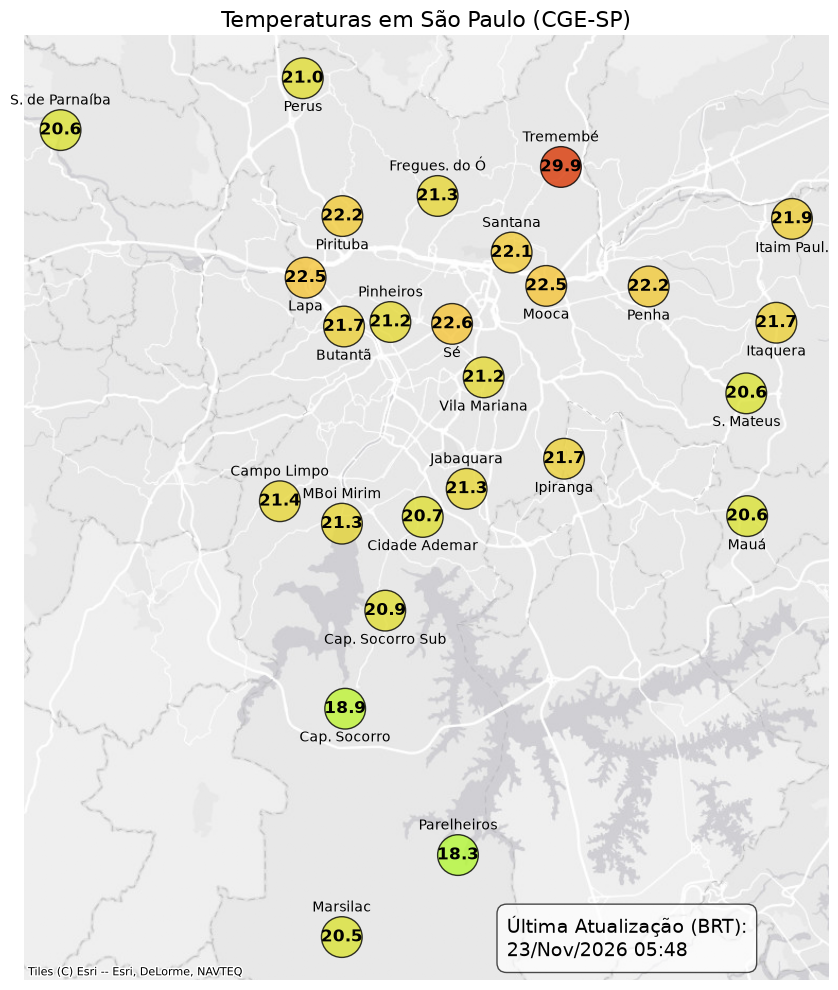 Temperaturas em São Paulo (CGE-SP)
21.0
Perus
S. de Parnaíba
20.6
Tremembé
29.9
Fregues. do Ó
21.3
22.2
Pirituba
21.9
Itaim Paul.
Santana
22.1
22.5
Lapa
22.5
Mooca
22.2
Penha
Pinheiros
21.2
21.7
Butantã
22.6
Sé
21.7
Itaquera
21.2
Vila Mariana
20.6
S. Mateus
21.7
Ipiranga
Jabaquara
21.3
Campo Limpo
21.4
MBoi Mirim
21.3
20.7
Cidade Ademar
20.6
Mauá
20.9
Cap. Socorro Sub
18.9
Cap. Socorro
Parelheiros
18.3
Marsilac
20.5
Última Atualização (BRT):
23/Nov/2026 05:48
Tiles (C) Esri -- Esri, DeLorme, NAVTEQ